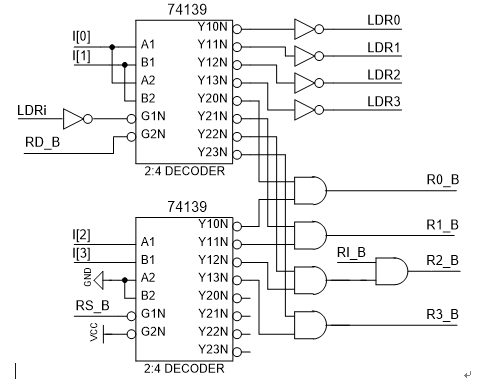 74139
I[0] A1 Y10N LDR0
I[1] B1 Y11N LDR1
A2 Y12N LDR2
B2 Y13N LDR3
Y20N
LDRi G1N Y21N
RD_B G2N Y22N
Y23N
2:4 DECODER
R0_B
74139
Y10N
I[2] A1 Y11N R1_B
I[3] B1 Y12N RI_B R2_B
GND A2 Y13N
B2 Y20N
RS_B G1N Y21N R3_B
VCC G2N Y22N
Y23N
2:4 DECODER